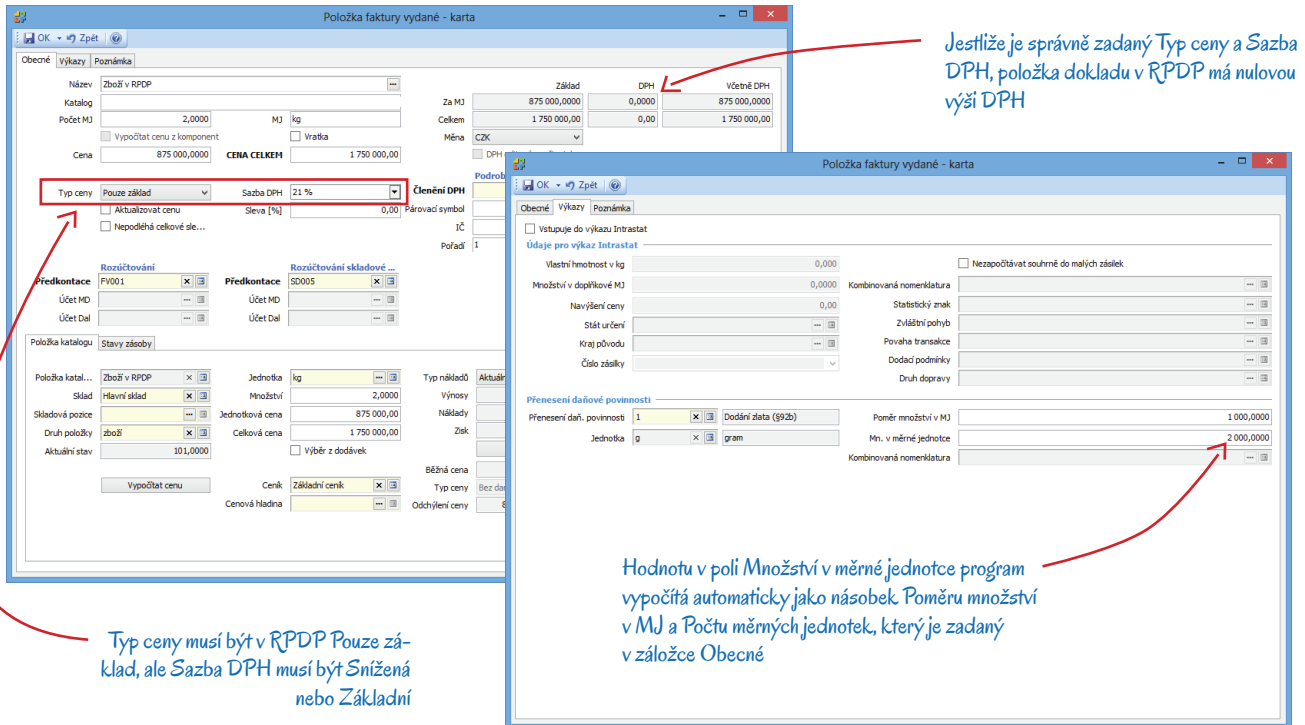 Položka faktury vydané - karta
OK Zpět
Obecné Výkazy Poznámka
Název Zboží v RPDP
Katalog
Počet MJ 2,0000 MJ kg
Vypočítat cenu z komponent Vratka
Cena 875 000,0000 CENA CELKEM 1 750 000,00
Základ DPH Včetně DPH
Za MJ 875 000,0000 0,0000 875 000,0000
Celkem 1 750 000,00 0,00 1 750 000,00
Měna CZK
DPH
Typ ceny Pouze základ Sazba DPH 21 %
Aktualizovat cenu Sleva [%] 0,00
Nepodléhá celkové sle...
Podrob
Členění DPH
Párovací symbol
IČ
Pořadí 1
Rozúčtování Rozúčtování skladové ...
Předkontace FV001 Předkontace SD005
Účet MD Účet MD
Účet Dal Účet Dal
Položka katalogu Stavy zásoby
Položka katal... Zboží v RPDP Jednotka kg Typ nákladů Aktuáln
Sklad Hlavní sklad Množství 2,0000 Výnosy
Skladová pozice Jednotková cena 875 000,00 Náklady
Druh položky zboží Celková cena 1 750 000,00 Zisk
Aktuální stav 101,0000 Výběr z dodávek
Běžná cena
Vypočítat cenu Ceník Základní ceník Typ ceny Bez daně
Cenová hladina Odchýlení ceny 8
Jestliže je správně zadaný Typ ceny a Sazba
DPH, položka dokladu v RPDP má nulovou
výši DPH
Položka faktury vydané - karta
OK Zpět
Obecné Výkazy Poznámka
Vstupuje do výkazu Intrastat
Údaje pro výkaz Intrastat
Vlastní hmotnost v kg 0,000 Nezapočítávat souhrně do malých zásilek
Množství v doplňkové MJ 0,0000 Kombinovaná nomenklatura
Navýšení ceny 0,00 Statistický znak
Stát určení Zvláštní pohyb
Kraj původu Povaha transakce
Číslo zásilky Dodací podmínky
Druh dopravy
Přenesení daňové povinnosti
Přenesení daň. povinnosti 1 Dodání zlata (§92b) Poměr množství v MJ 1 000,0000
Jednotka g gram Mn. v měrné jednotce 2 000,0000
Kombinovaná nomenklatura
Hodnotu v poli Množství v měrné jednotce program
vypočítá automaticky jako násobek Poměru množství
v MJ a Počtu měrných jednotek, který je zadaný
v záložce Obecné
Typ ceny musí být v RPDP Pouze zá-
klad, ale Sazba DPH musí být Snížená
nebo Základní